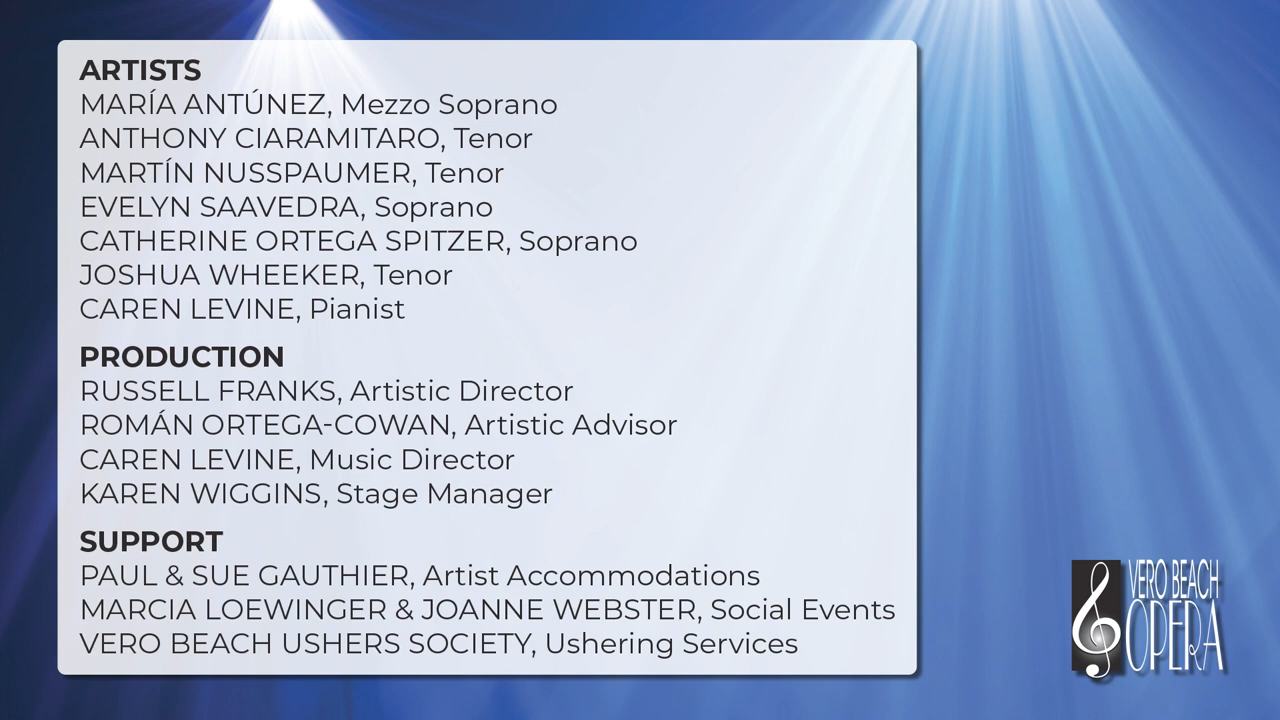 ARTISTS
MARÍA ANTÚNEZ, Mezzo Soprano
ANTHONY CIARAMITARO, Tenor
MARTÍN NUSSPAUMER, Tenor
EVELYN SAAVEDRA, Soprano
CATHERINE ORTEGA SPITZER, Soprano
JOSHUA WHEEKER, Tenor
CAREN LEVINE, Pianist
PRODUCTION
RUSSELL FRANKS, Artistic Director
ROMÁN ORTEGA-COWAN, Artistic Advisor
CAREN LEVINE, Music Director
KAREN WIGGINS, Stage Manager
SUPPORT
PAUL & SUE GAUTHIER, Artist Accommodations
MARCIA LOEWINGER & JOANNE WEBSTER, Social Events
VERO BEACH USHERS SOCIETY, Ushering Services
VERO BEACH
OPERA